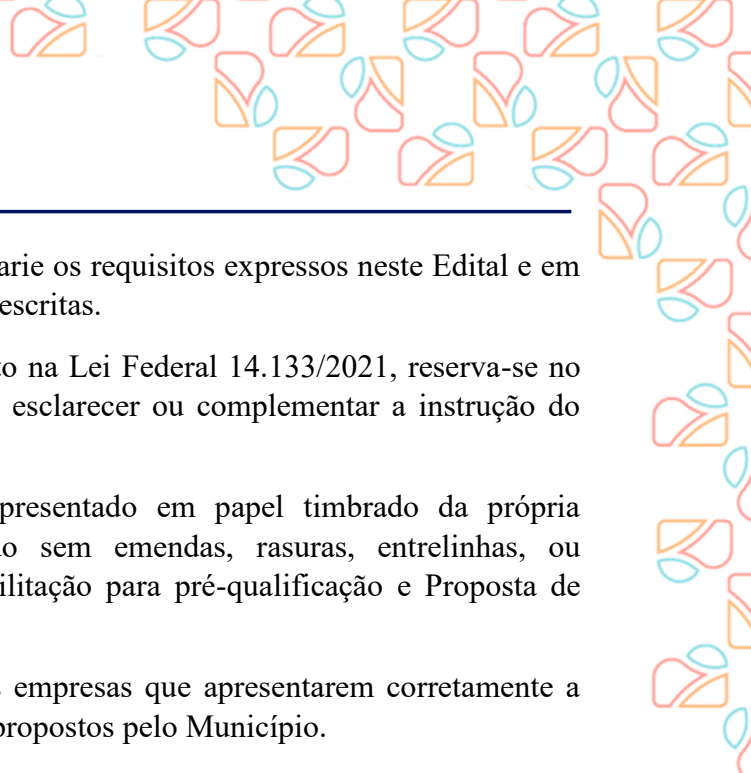 arie os requisitos expressos neste Edital e em
escritas.
to na Lei Federal 14.133/2021, reserva-se no
esclarecer ou complementar a instrução do
presentado em papel timbrado da própria
o sem emendas, rasuras, entrelinhas, ou
ilitação para pré-qualificação e Proposta de
s empresas que apresentarem corretamente a
propostos pelo Município.